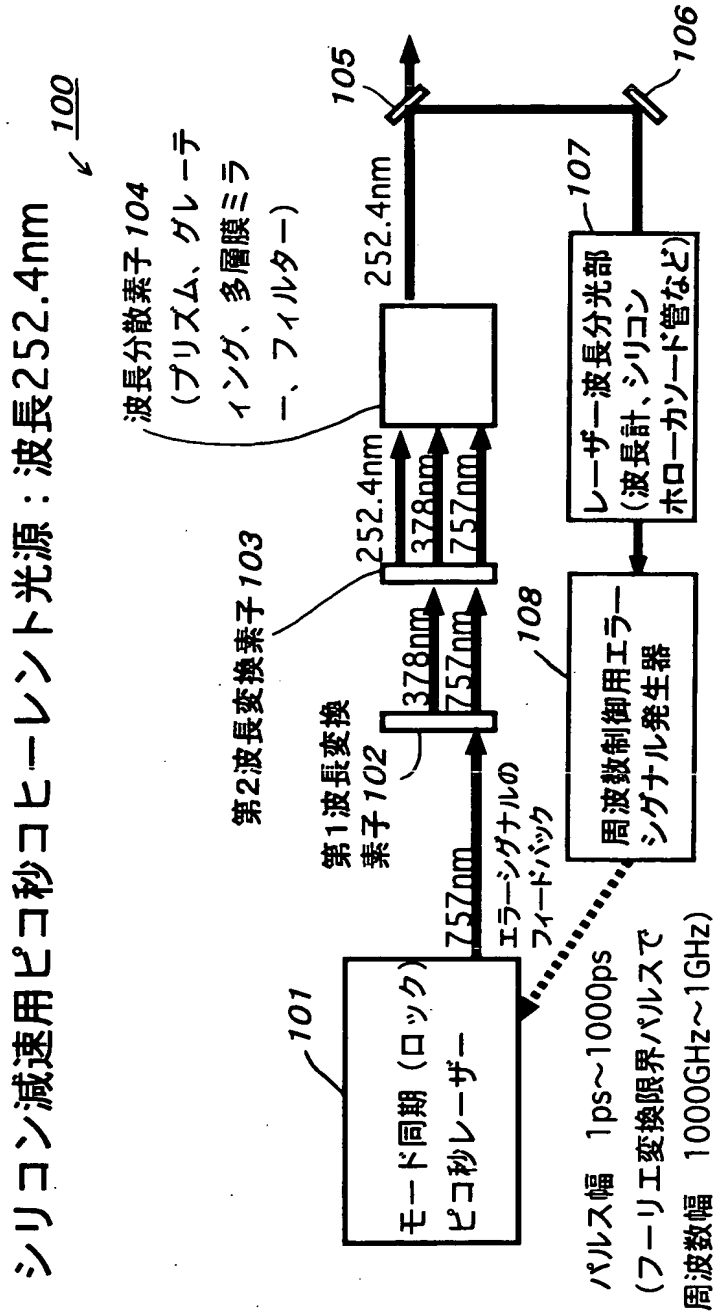 シリコン減速用ピコ秒コヒーレント光源：波長252.4nm
100
波長分散素子104
(プリズム、グレーテ
ィング、多層膜ミラ
ー、フィルター)
第2波長変換素子103
第1波長変換
素子102
101
モード同期（ロック）
ピコ秒レーザー
757nm
378nm
757nm
252.4nm
378nm
757nm
252.4nm
105
106
107
レーザー波長分光部
(波長計、シリコン
ホローカソード管など)
108
周波数制御用エラー
シグナル発生器
エラーシグナルの
フィードバック
パルス幅 1ps～1000ps
(フーリエ変換限界パルスで
周波数幅 1000GHz～1GHz)